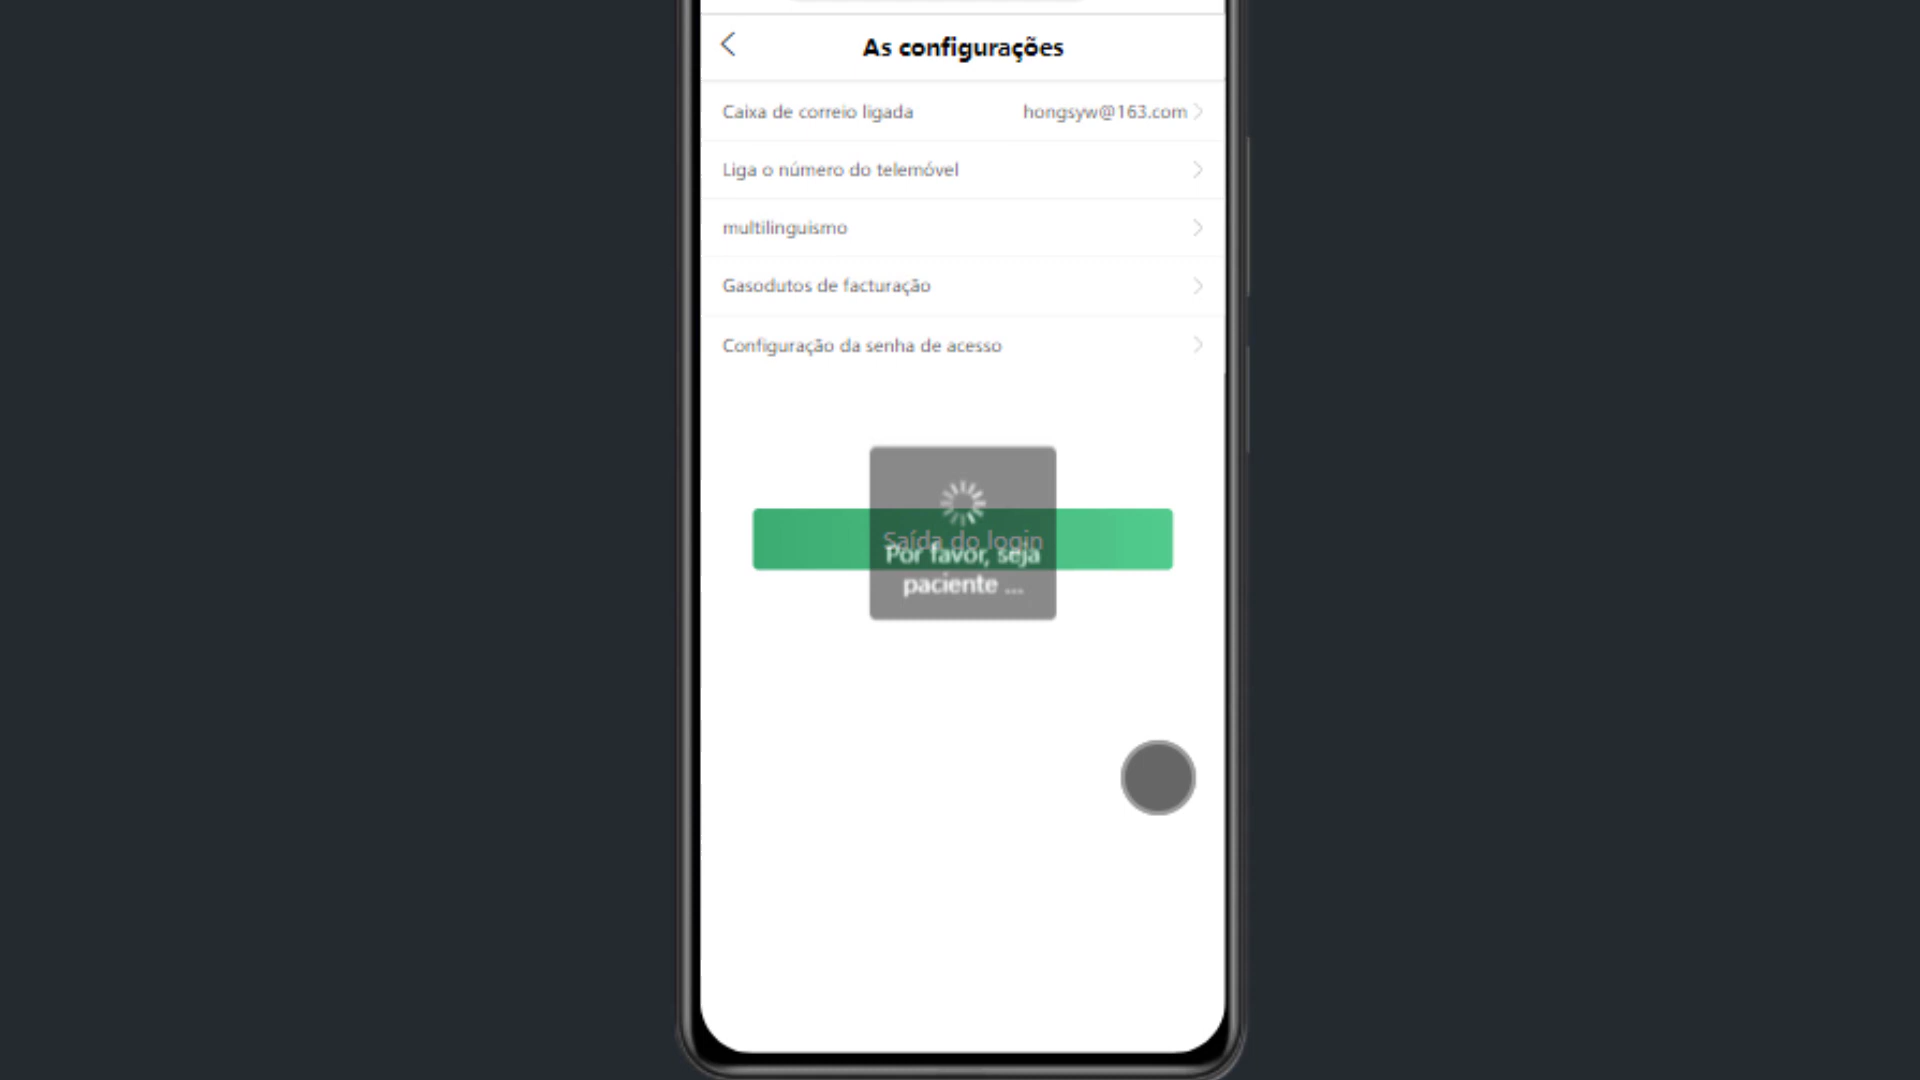 As configurações
Caixa de correio ligada hongsyw@163.com
Liga o número do telemóvel
multilinguismo
Gasodutos de facturação
Configuração da senha de acesso
Saída do login
Por favor, seja
paciente ...